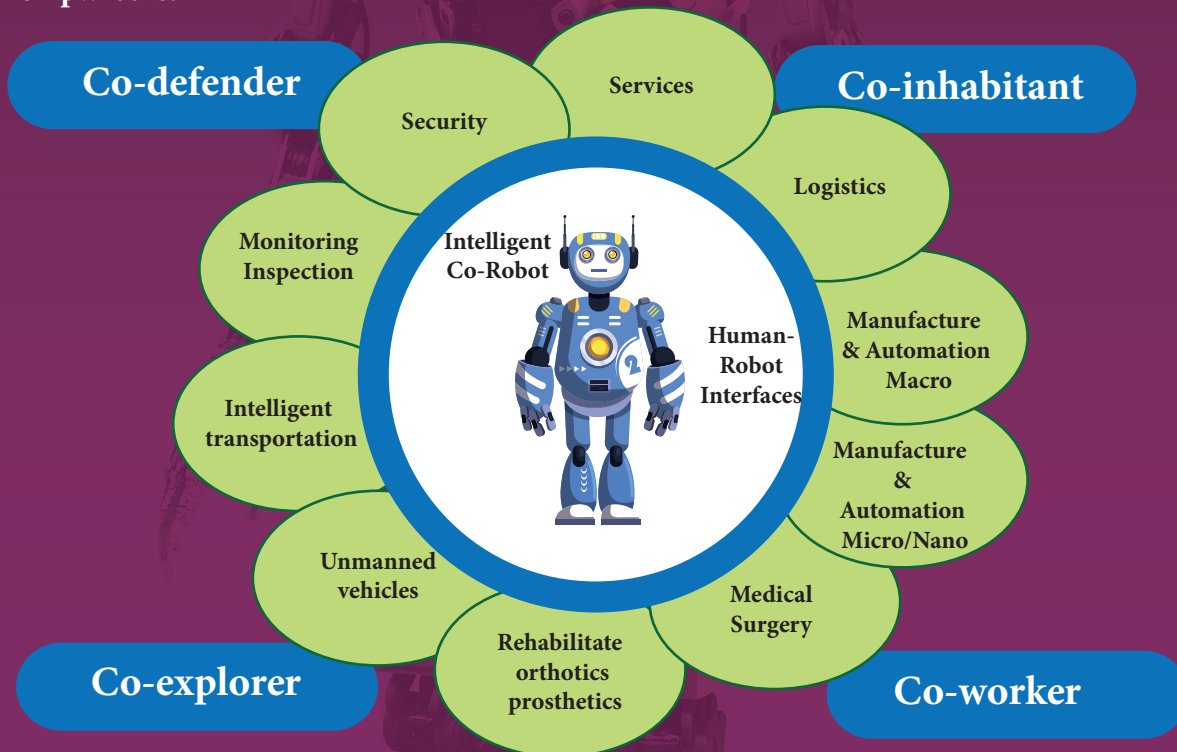 Co-defender
Services
Co-inhabitant
Security
Logistics
Monitoring
Inspection
Intelligent
Co-Robot
Human-
Robot
Interfaces
2
Manufacture
& Automation
Macro
Intelligent
transportation
Manufacture
&
Automation
Micro/Nano
Unmanned
vehicles
Medical
Surgery
Rehabilitate
orthotics
prosthetics
Co-explorer
Co-worker